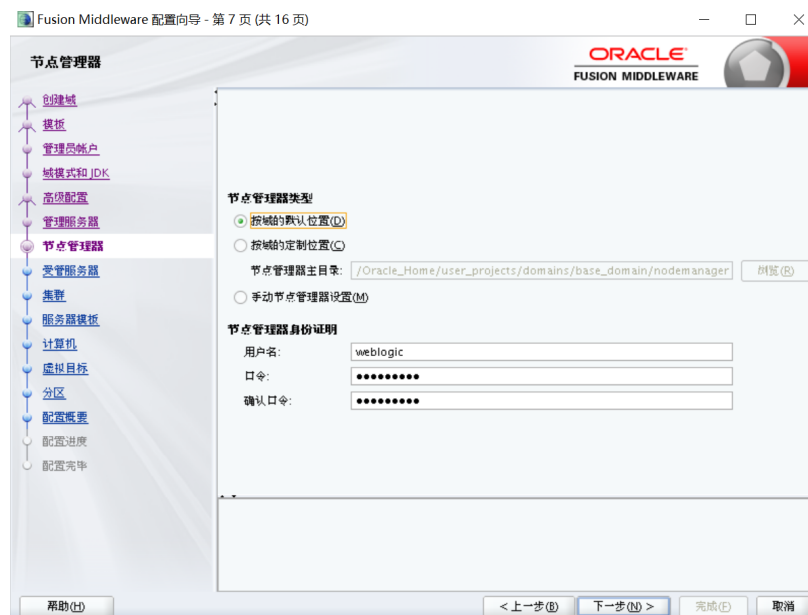 Fusion Middleware 配置向导 - 第 7 页 (共 16 页)
节点管理器
ORACLE
FUSION MIDDLEWARE
创建域
模板
管理员帐户
域模式和 JDK
高级配置
管理服务器
节点管理器
受管服务器
集群
服务器模板
计算机
虚拟目标
分区
配置概要
配置进度
配置完毕
节点管理器类型
按域的默认位置(D)
按域的定制位置(C)
节点管理器主目录: /Oracle_Home/user_projects/domains/base_domain/nodemanager 浏览(R)
手动节点管理器设置(M)
节点管理器身份证明
用户名: weblogic
口令: •••••••••
确认口令: •••••••••
帮助(H) < 上一步(B) 下一步(N) > 完成(F) 取消